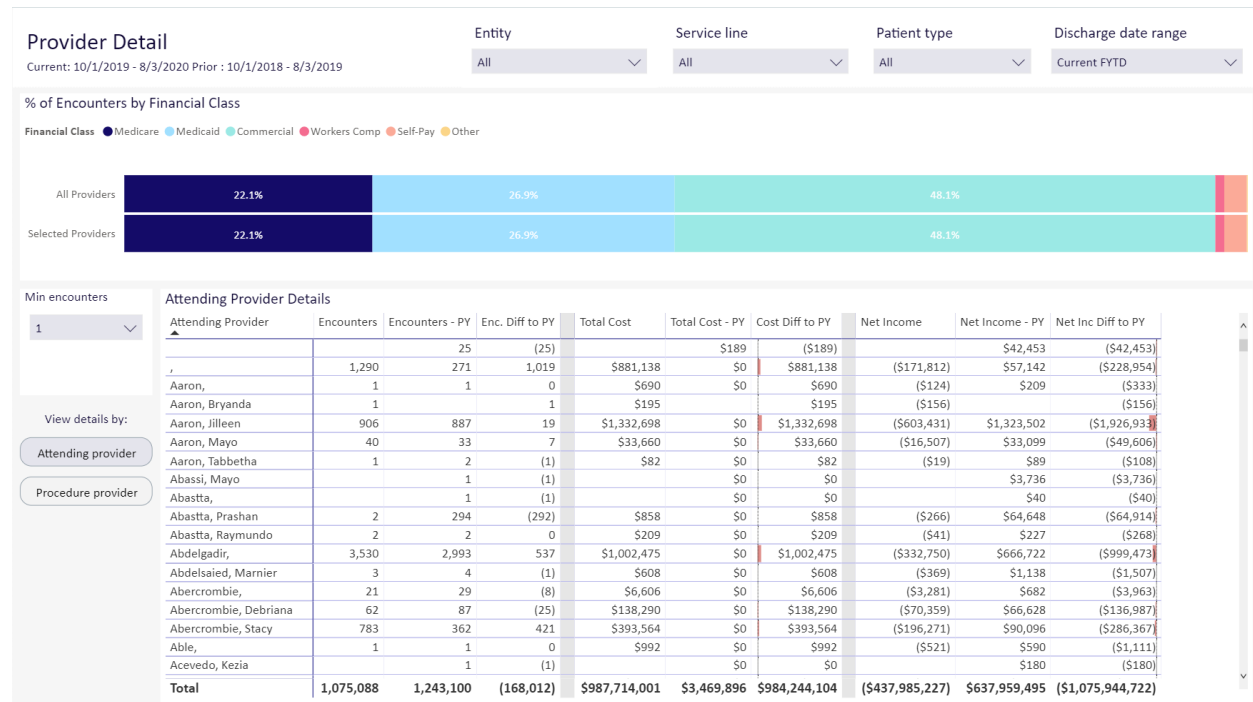 Provider Detail
Current: 10/1/2019 - 8/3/2020 Prior : 10/1/2018 - 8/3/2019
Entity
All
Service line
All
Patient type
All
Discharge date range
Current FYTD
% of Encounters by Financial Class
Financial Class Medicare Medicaid Commercial Workers Comp Self-Pay Other
All Providers 22.1% 26.9% 48.1%
Selected Providers 22.1% 26.9% 48.1%
Min encounters
1
View details by:
Attending provider
Procedure provider
Attending Provider Details
Attending Provider Encounters Encounters - PY Enc. Diff to PY Total Cost Total Cost - PY Cost Diff to PY Net Income Net Income - PY Net Inc Diff to PY
25 (25) $189 ($189) $42,453 ($42,453)
, 1,290 271 1,019 $881,138 $0 $881,138 ($171,812) $57,142 ($228,954)
Aaron, 1 1 0 $690 $0 $690 ($124) $209 ($333)
Aaron, Bryanda 1 1 $195 $195 ($156) ($156)
Aaron, Jilleen 906 887 19 $1,332,698 $0 $1,332,698 ($603,431) $1,323,502 ($1,926,933)
Aaron, Mayo 40 33 7 $33,660 $0 $33,660 ($16,507) $33,099 ($49,606)
Aaron, Tabbetha 1 2 (1) $82 $0 $82 ($19) $89 ($108)
Abassi, Mayo 1 (1) $0 $0 $3,736 ($3,736)
Abastta, 1 (1) $0 $0 $40 ($40)
Abastta, Prashan 2 294 (292) $858 $0 $858 ($266) $64,648 ($64,914)
Abastta, Raymundo 2 2 0 $209 $0 $209 ($41) $227 ($268)
Abdelgadir, 3,530 2,993 537 $1,002,475 $0 $1,002,475 ($332,750) $666,722 ($999,473)
Abdelsaied, Marnier 3 4 (1) $608 $0 $608 ($369) $1,138 ($1,507)
Abercrombie, 21 29 (8) $6,606 $0 $6,606 ($3,281) $682 ($3,963)
Abercrombie, Debriana 62 87 (25) $138,290 $0 $138,290 ($70,359) $66,628 ($136,987)
Abercrombie, Stacy 783 362 421 $393,564 $0 $393,564 ($196,271) $90,096 ($286,367)
Able, 1 1 0 $992 $0 $992 ($521) $590 ($1,111)
Acevedo, Kezia 1 (1) $0 $0 $180 ($180)
Total 1,075,088 1,243,100 (168,012) $987,714,001 $3,469,896 $984,244,104 ($437,985,227) $637,959,495 ($1,075,944,722)